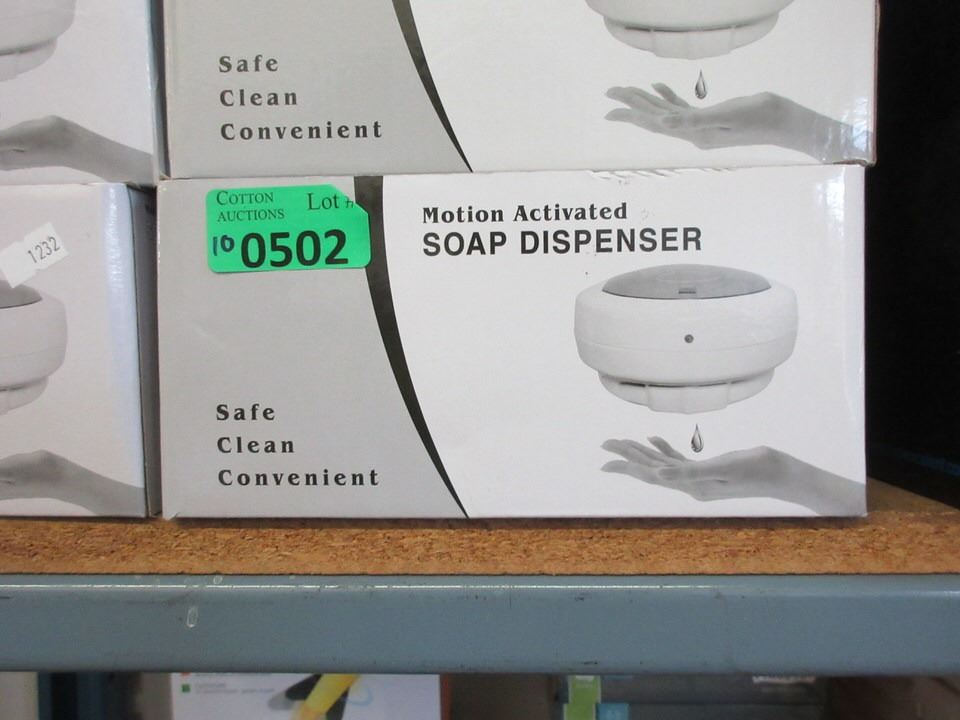 Safe
Clean
Convenient
COTTON
AUCTIONS
Lot #
10 0502
Motion Activated
SOAP DISPENSER
1232
Safe
Clean
Convenient